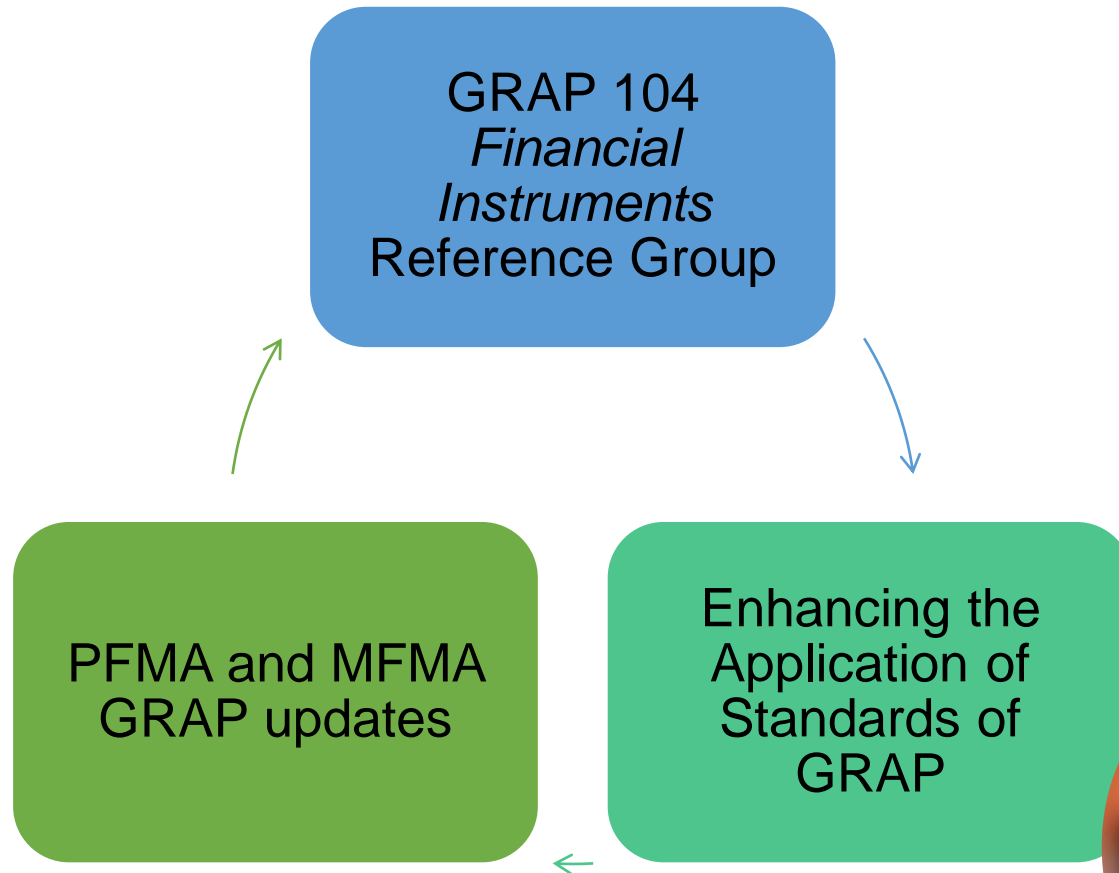 GRAP 104
Financial
Instruments
Reference Group
Enhancing the
Application of
Standards of
GRAP
PFMA and MFMA
GRAP updates